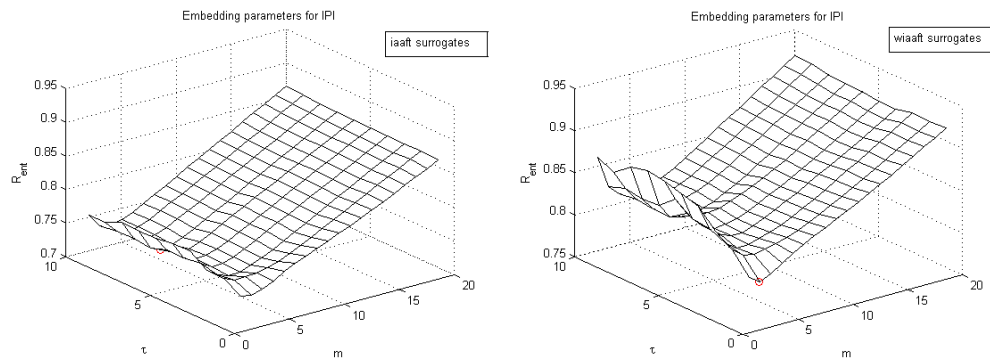 Embedding parameters for IPI
iaaft surrogates
0.95
0.9
0.85
0.8
0.75
0.7
R_ent
10
5
0
τ
0
5
10
15
20
m
Embedding parameters for IPI
wiaaft surrogates
0.95
0.9
0.85
0.8
0.75
R_ent
10
5
0
τ
0
5
10
15
20
m